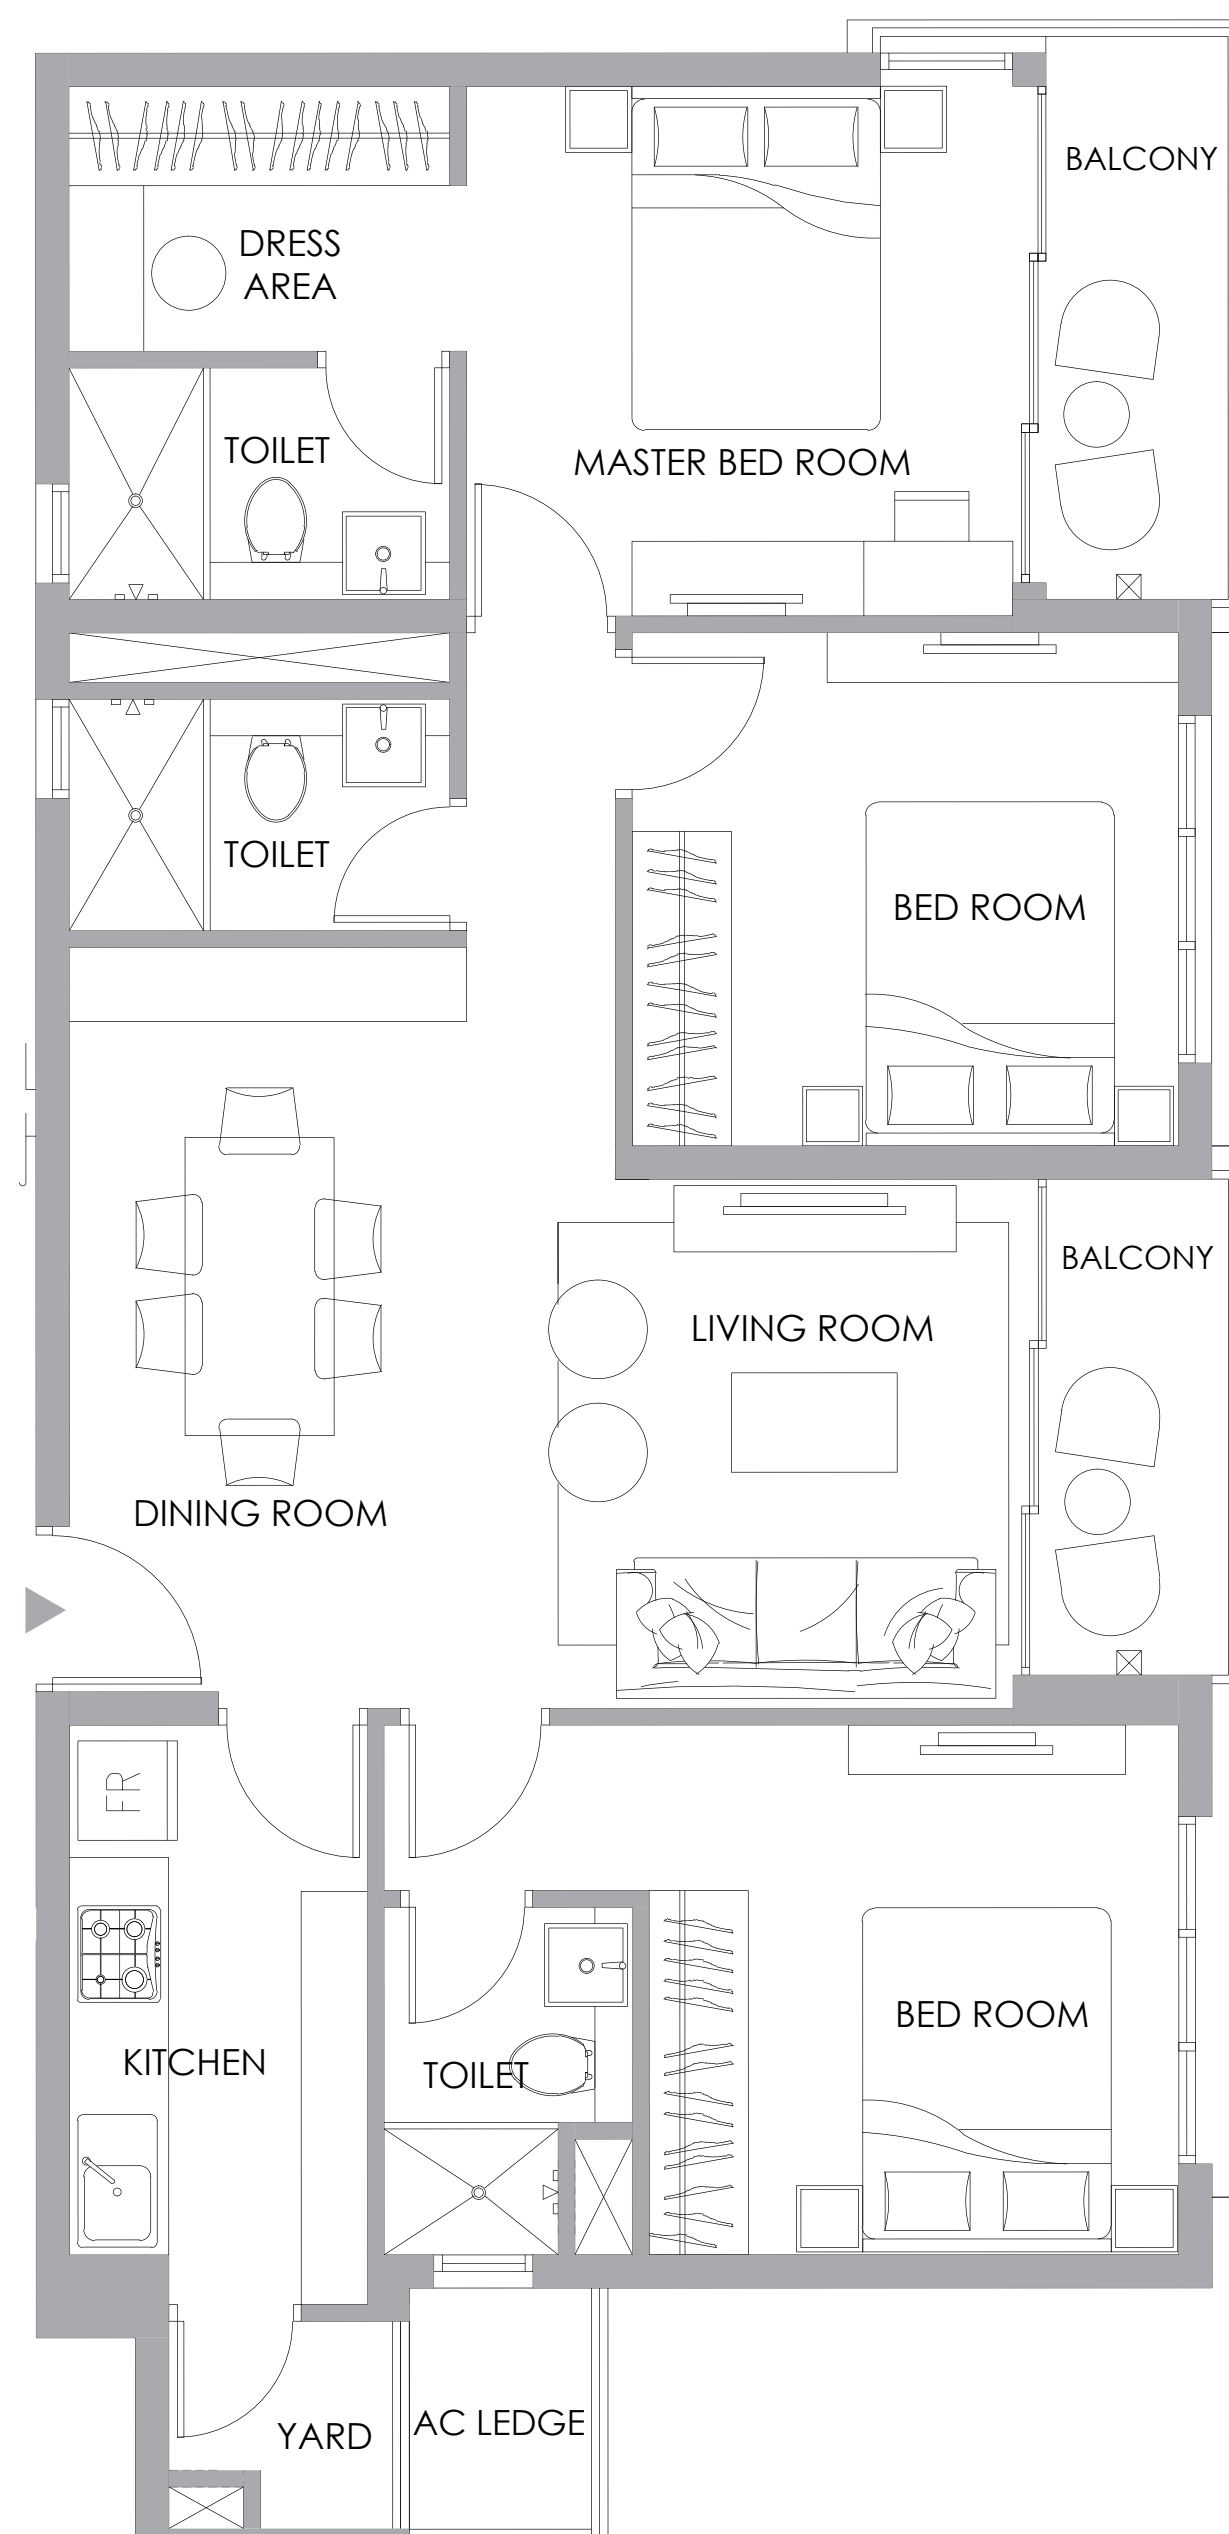 BALCONY
DRESS
AREA
TOILET
MASTER BED ROOM
TOILET
BED ROOM
BALCONY
LIVING ROOM
DINING ROOM
FR
BED ROOM
KITCHEN
TOILET
YARD
AC LEDGE